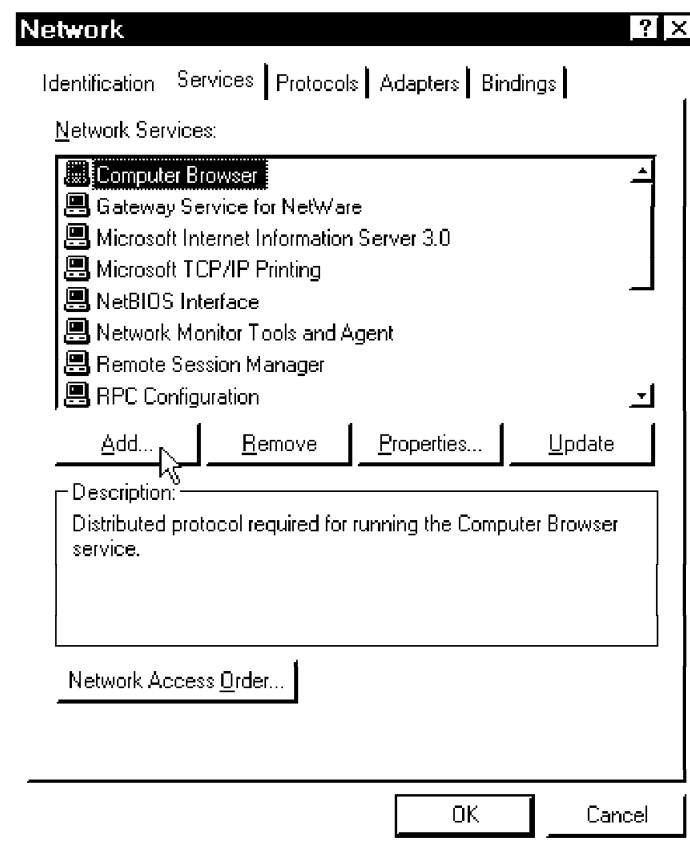 Network
Identification Services Protocols Adapters Bindings
Network Services:
Computer Browser
Gateway Service for NetWare
Microsoft Internet Information Server 3.0
Microsoft TCP/IP Printing
NetBIOS Interface
Network Monitor Tools and Agent
Remote Session Manager
RPC Configuration
Add... Remove Properties... Update
Description:
Distributed protocol required for running the Computer Browser
service.
Network Access Order...
OK Cancel